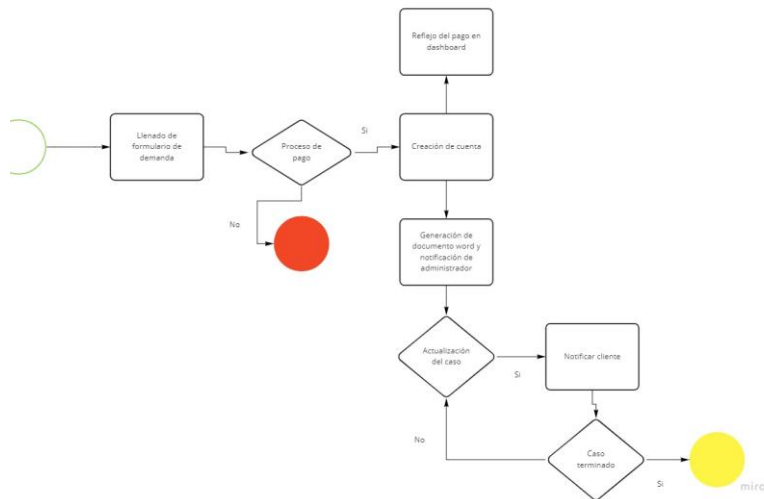 Reflejo del pago en
dashboard
Llenado de
formulario de
demanda
Proceso de
pago
Si
Creación de cuenta
No
Generación de
documento word y
notificación de
administrador
Actualización
del caso
Si
Notificar cliente
No
Caso
terminado
Si
miro